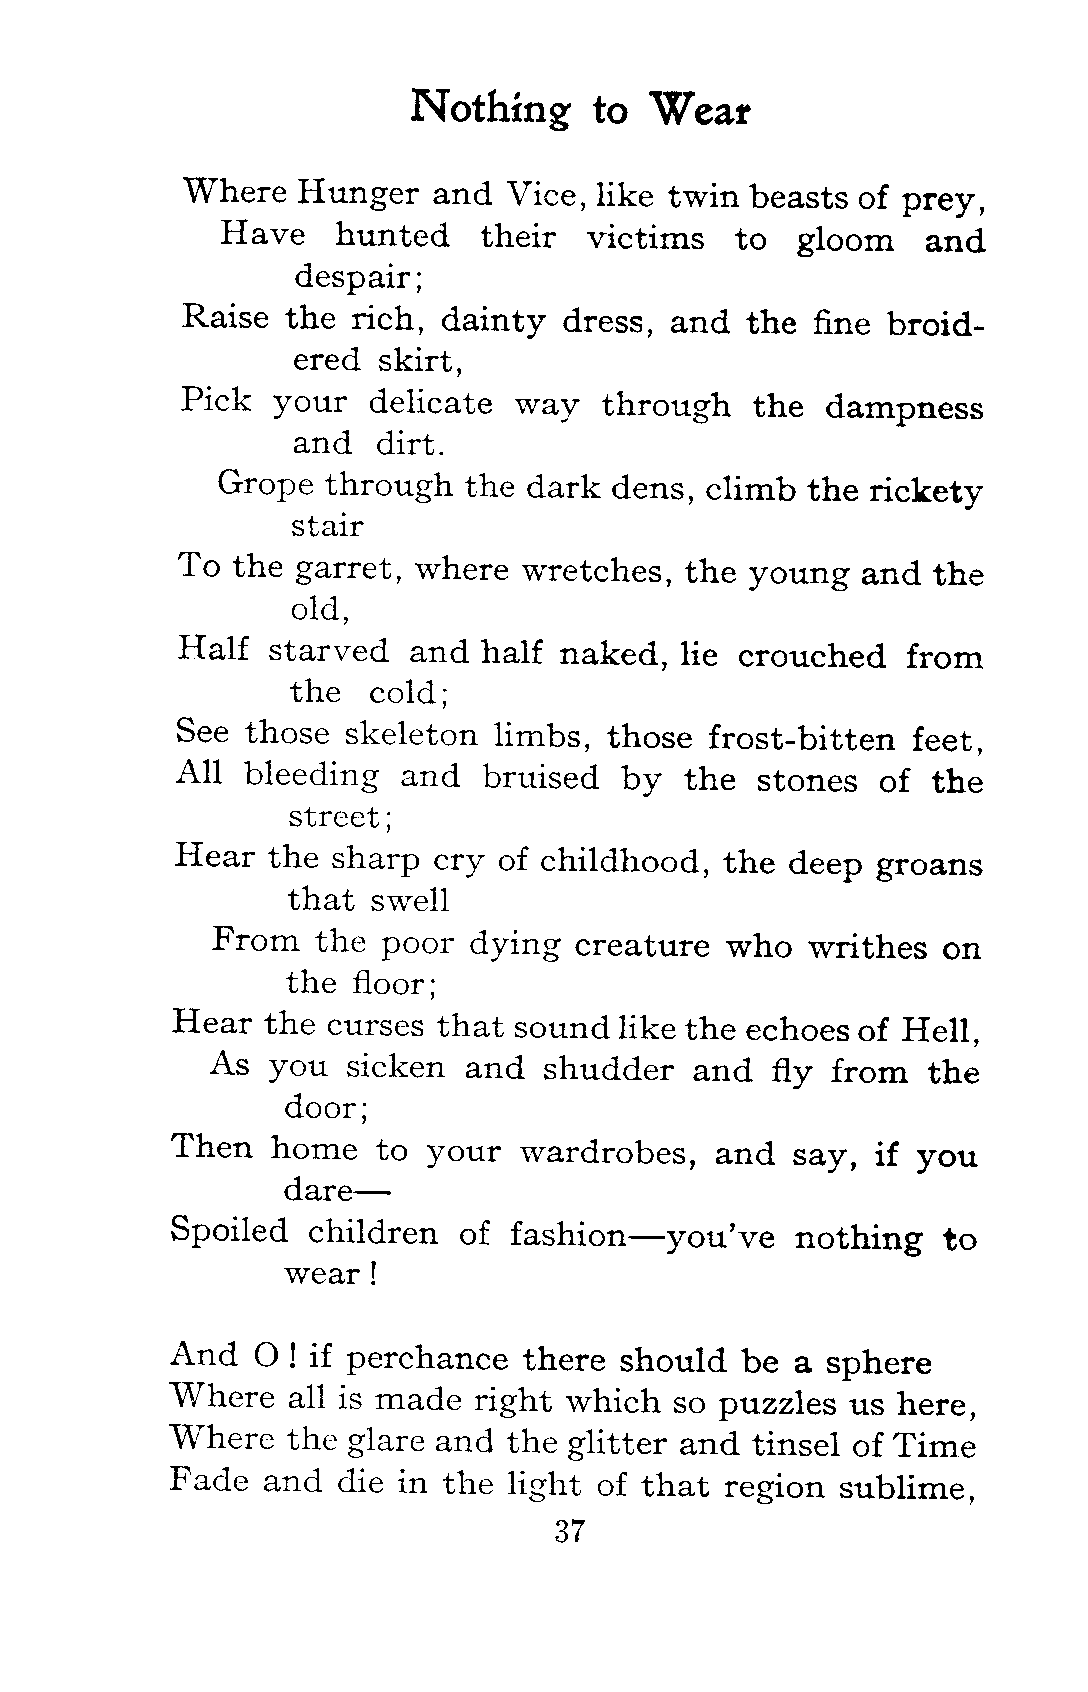 Nothing to Wear
Where Hunger and Vice, like twin beasts of prey,
Have hunted their victims to gloom and
despair;
Raise the rich, dainty dress, and the fine broid-
ered skirt,
Pick your delicate way through the dampness
and dirt.
Grope through the dark dens, climb the rickety
stair
To the garret, where wretches, the young and the
old,
Half starved and half naked, lie crouched from
the cold;
See those skeleton limbs, those frost-bitten feet,
All bleeding and bruised by the stones of the
street;
Hear the sharp cry of childhood, the deep groans
that swell
From the poor dying creature who writhes on
the floor;
Hear the curses that sound like the echoes of Hell,
As you sicken and shudder and fly from the
door;
Then home to your wardrobes, and say, if you
dare—
Spoiled children of fashion—you've nothing to
wear!
And O! if perchance there should be a sphere
Where all is made right which so puzzles us here,
Where the glare and the glitter and tinsel of Time
Fade and die in the light of that region sublime,
37